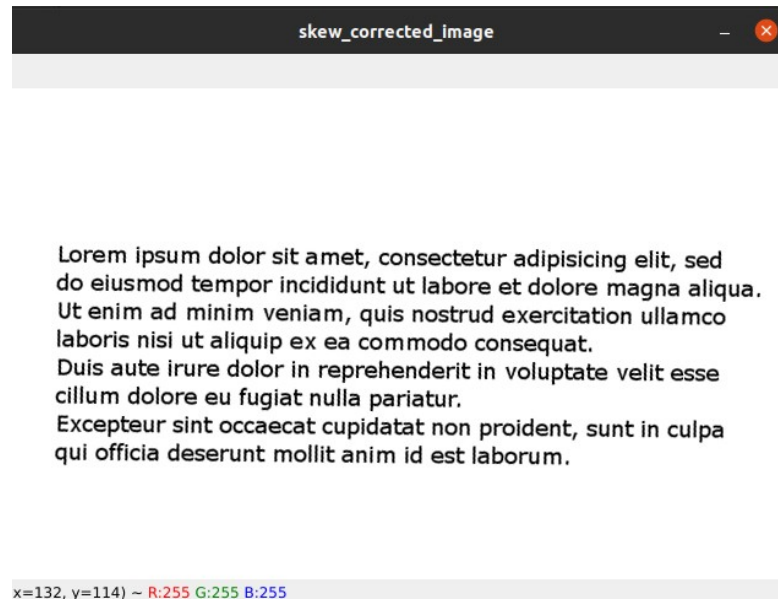 skew_corrected_image
Lorem ipsum dolor sit amet, consectetur adipisicing elit, sed
do eiusmod tempor incididunt ut labore et dolore magna aliqua.
Ut enim ad minim veniam, quis nostrud exercitation ullamco
laboris nisi ut aliquip ex ea commodo consequat.
Duis aute irure dolor in reprehenderit in voluptate velit esse
cillum dolore eu fugiat nulla pariatur.
Excepteur sint occaecat cupidatat non proident, sunt in culpa
qui officia deserunt mollit anim id est laborum.
x=132, y=114) ~ R:255 G:255 B:255